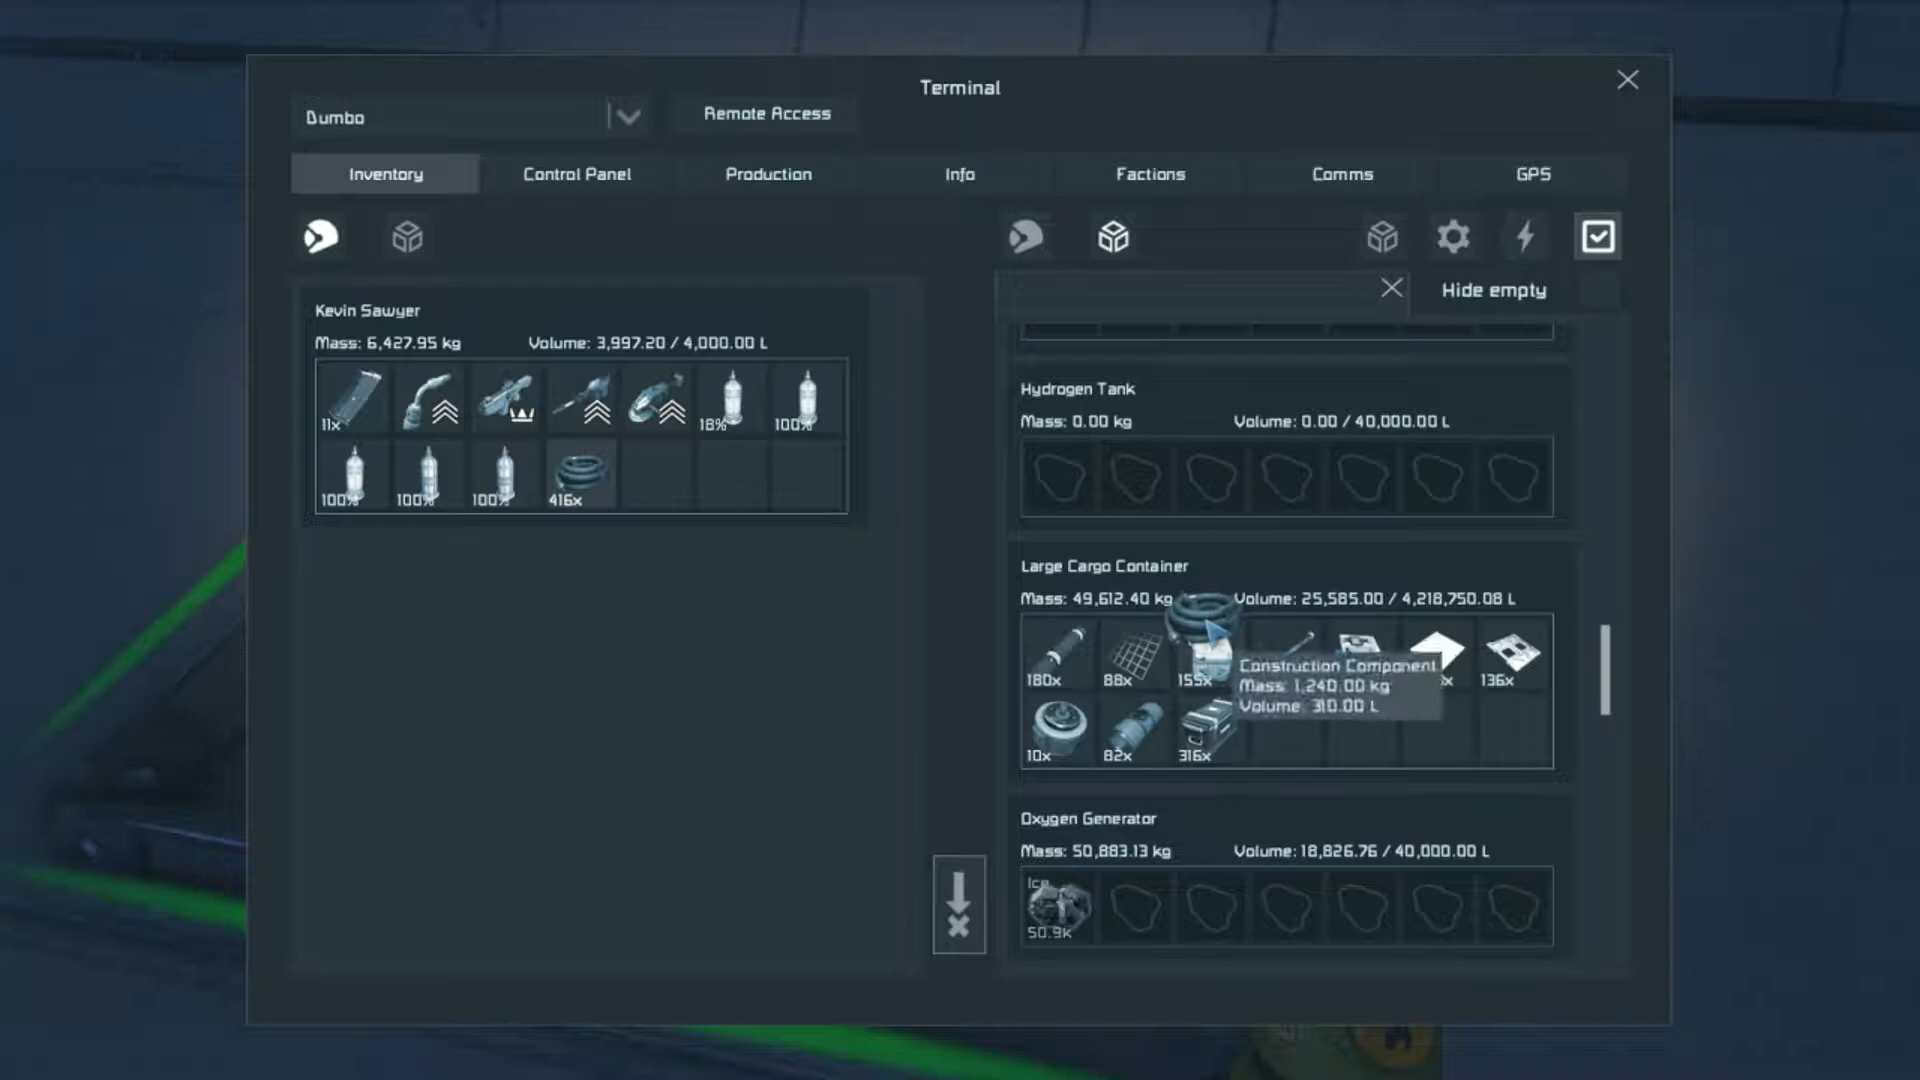 Terminal
Dumbo
Remote Access
Inventory
Control Panel
Production
Info
Factions
Comms
GPS
Hide empty
Kevin Sawyer
Mass: 6,427.95 kg
Volume: 3,997.20 / 4,000.00 L
11x
18%
100%
100%
100%
100%
416x
Hydrogen Tank
Mass: 0.00 kg
Volume: 0.00 / 40,000.00 L
Large Cargo Container
Mass: 49,612.40 kg
Volume: 25,585.00 / 4,218,750.08 L
180x
88x
155x
136x
Construction Component
Mass: 1,240.00 kg
Volume: 310.00 L
10x
82x
316x
Oxygen Generator
Mass: 50,883.13 kg
Volume: 18,826.76 / 40,000.00 L
Ice
50.9k